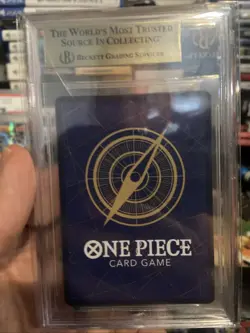 THE WORLD'S MOST TRUSTED
SOURCE IN COLLECTING
BECKETT GRADING SERVICES
ONE PIECE
CARD GAME